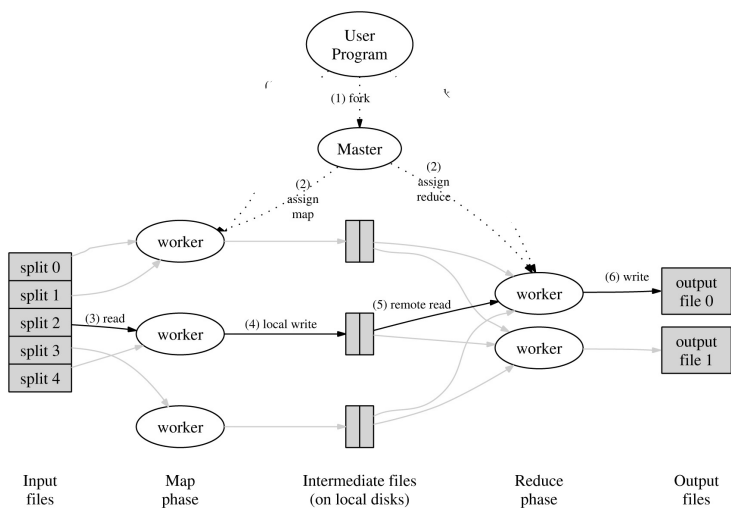 User
Program
(1) fork
Master
(2)
assign
map
(2)
assign
reduce
worker
split 0
split 1
split 2
split 3
split 4
(3) read
worker
(4) local write
(5) remote read
worker
(6) write
output
file 0
worker
output
file 1
worker
Input
files
Map
phase
Intermediate files
(on local disks)
Reduce
phase
Output
files